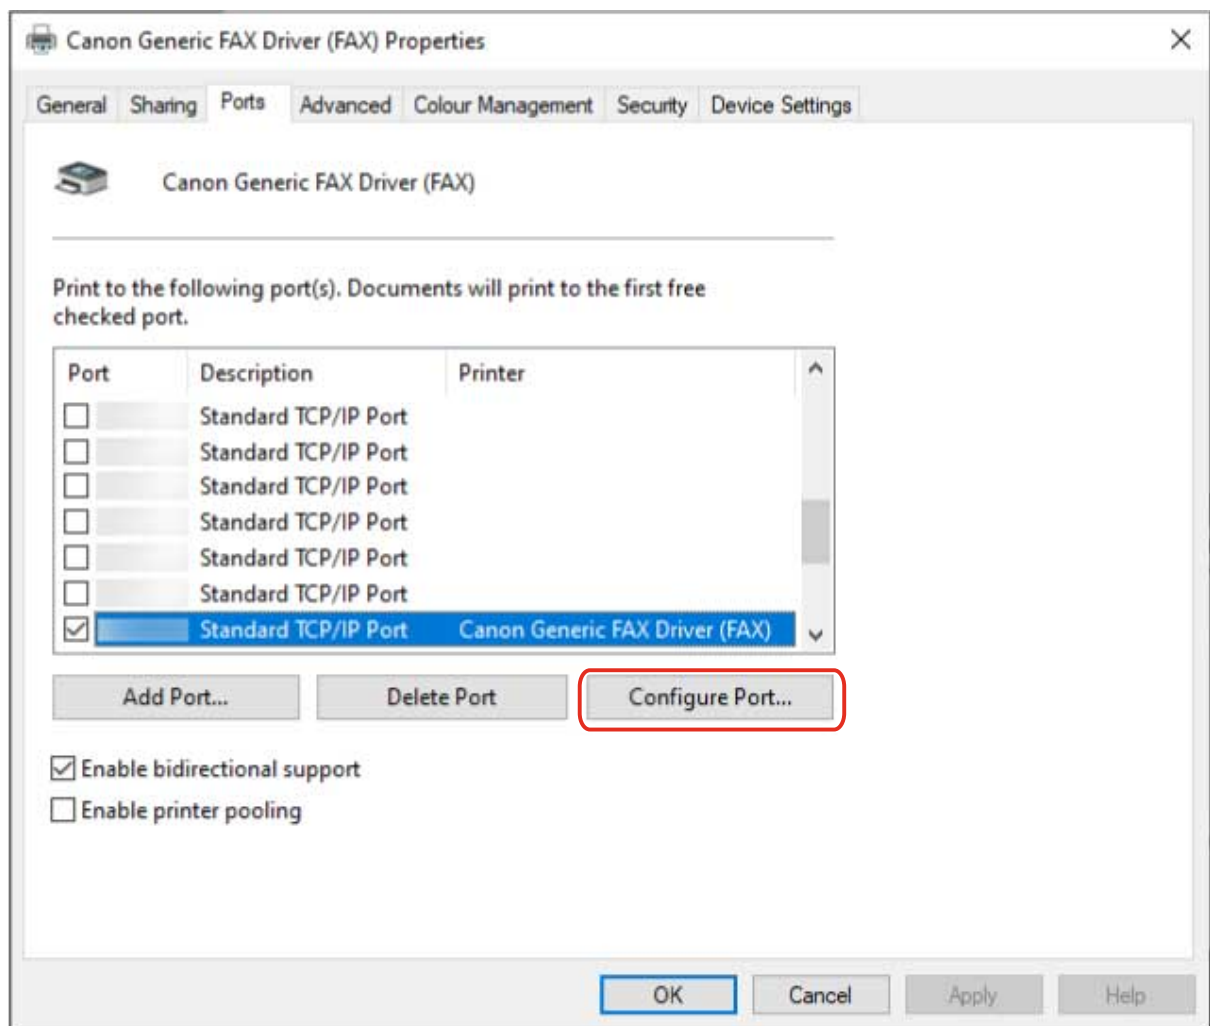 Canon Generic FAX Driver (FAX) Properties
General Sharing Ports Advanced Colour Management Security Device Settings
Canon Generic FAX Driver (FAX)
Print to the following port(s). Documents will print to the first free
checked port.
Port Description Printer
Standard TCP/IP Port
Standard TCP/IP Port
Standard TCP/IP Port
Standard TCP/IP Port
Standard TCP/IP Port
Standard TCP/IP Port
Standard TCP/IP Port Canon Generic FAX Driver (FAX)
Add Port... Delete Port Configure Port...
Enable bidirectional support
Enable printer pooling
OK Cancel Apply Help